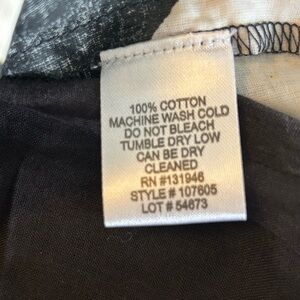 100% COTTON
MACHINE WASH COLD
DO NOT BLEACH
TUMBLE DRY LOW
CAN BE DRY
CLEANED
RN #131946
STYLE # 107605
LOT # 54673